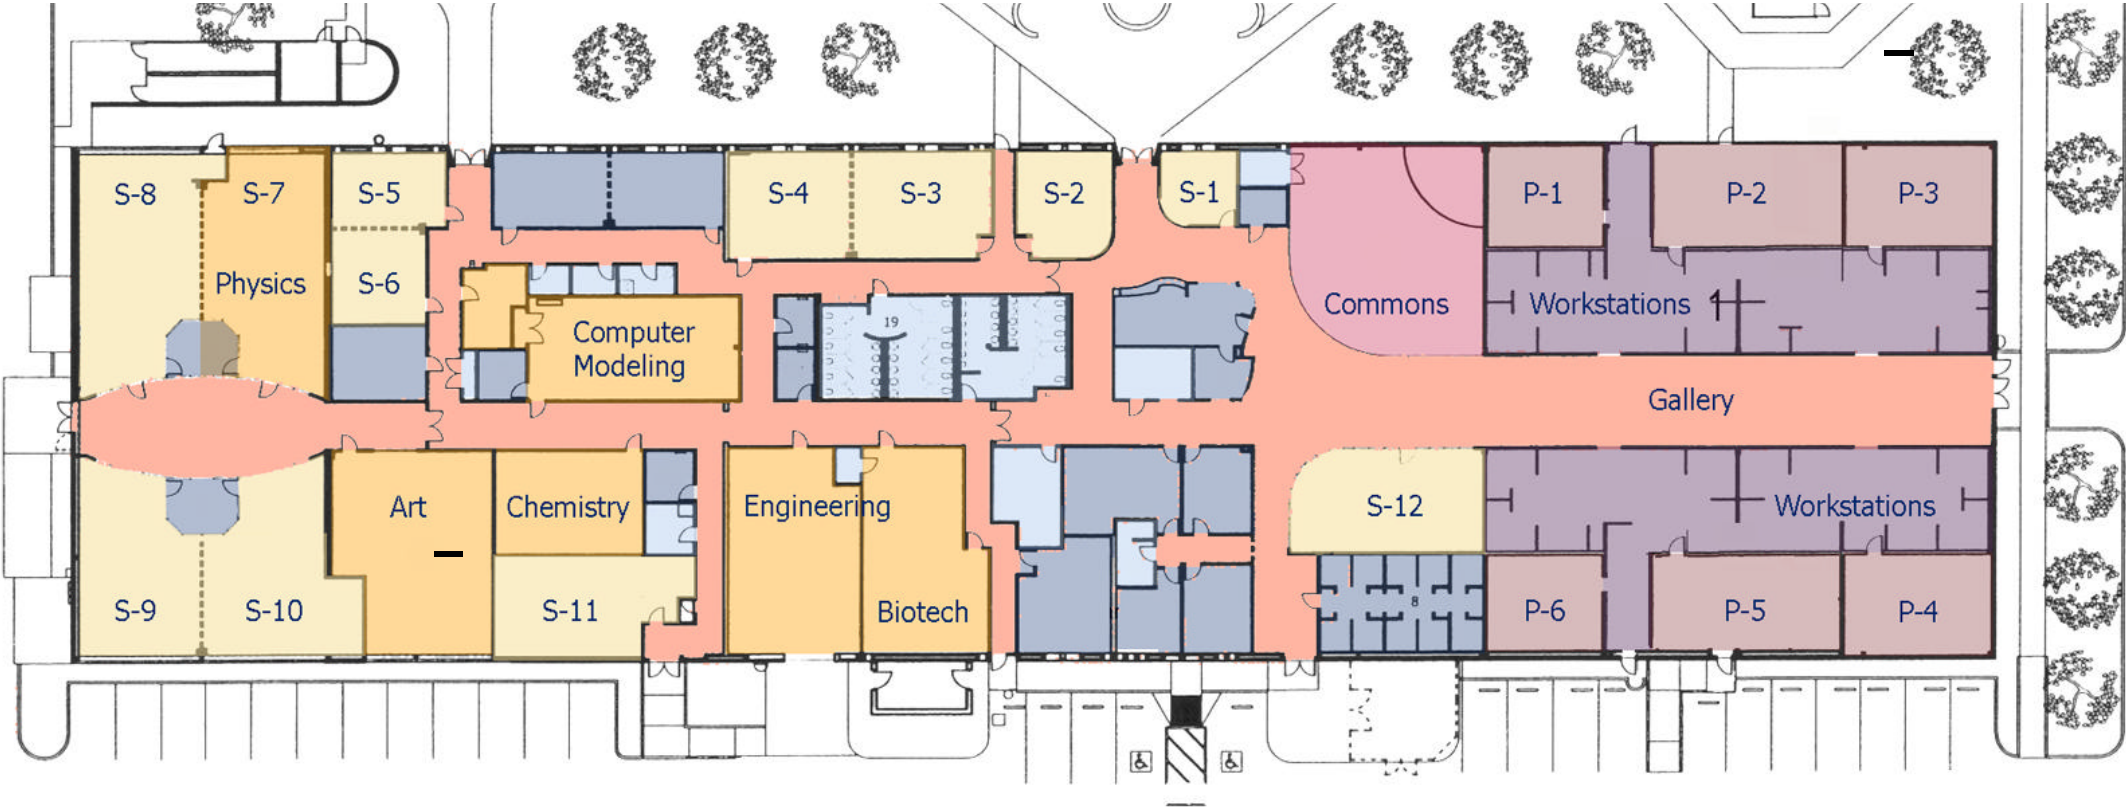 S-8
S-7
S-5
S-4
S-3
S-2
S-1
P-1
P-2
P-3
Physics
S-6
Computer
Modeling
19
Commons
Workstations
Gallery
Art
Chemistry
Engineering
S-12
Workstations
S-9
S-10
S-11
Biotech
8
P-6
P-5
P-4